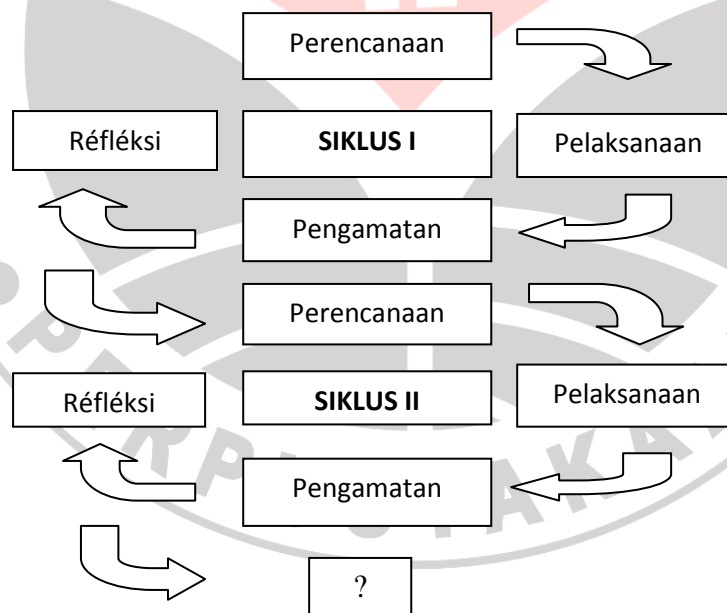 Perencanaan
Réfléksi
SIKLUS I
Pelaksanaan
Pengamatan
Perencanaan
Réfléksi
SIKLUS II
Pelaksanaan
Pengamatan
?